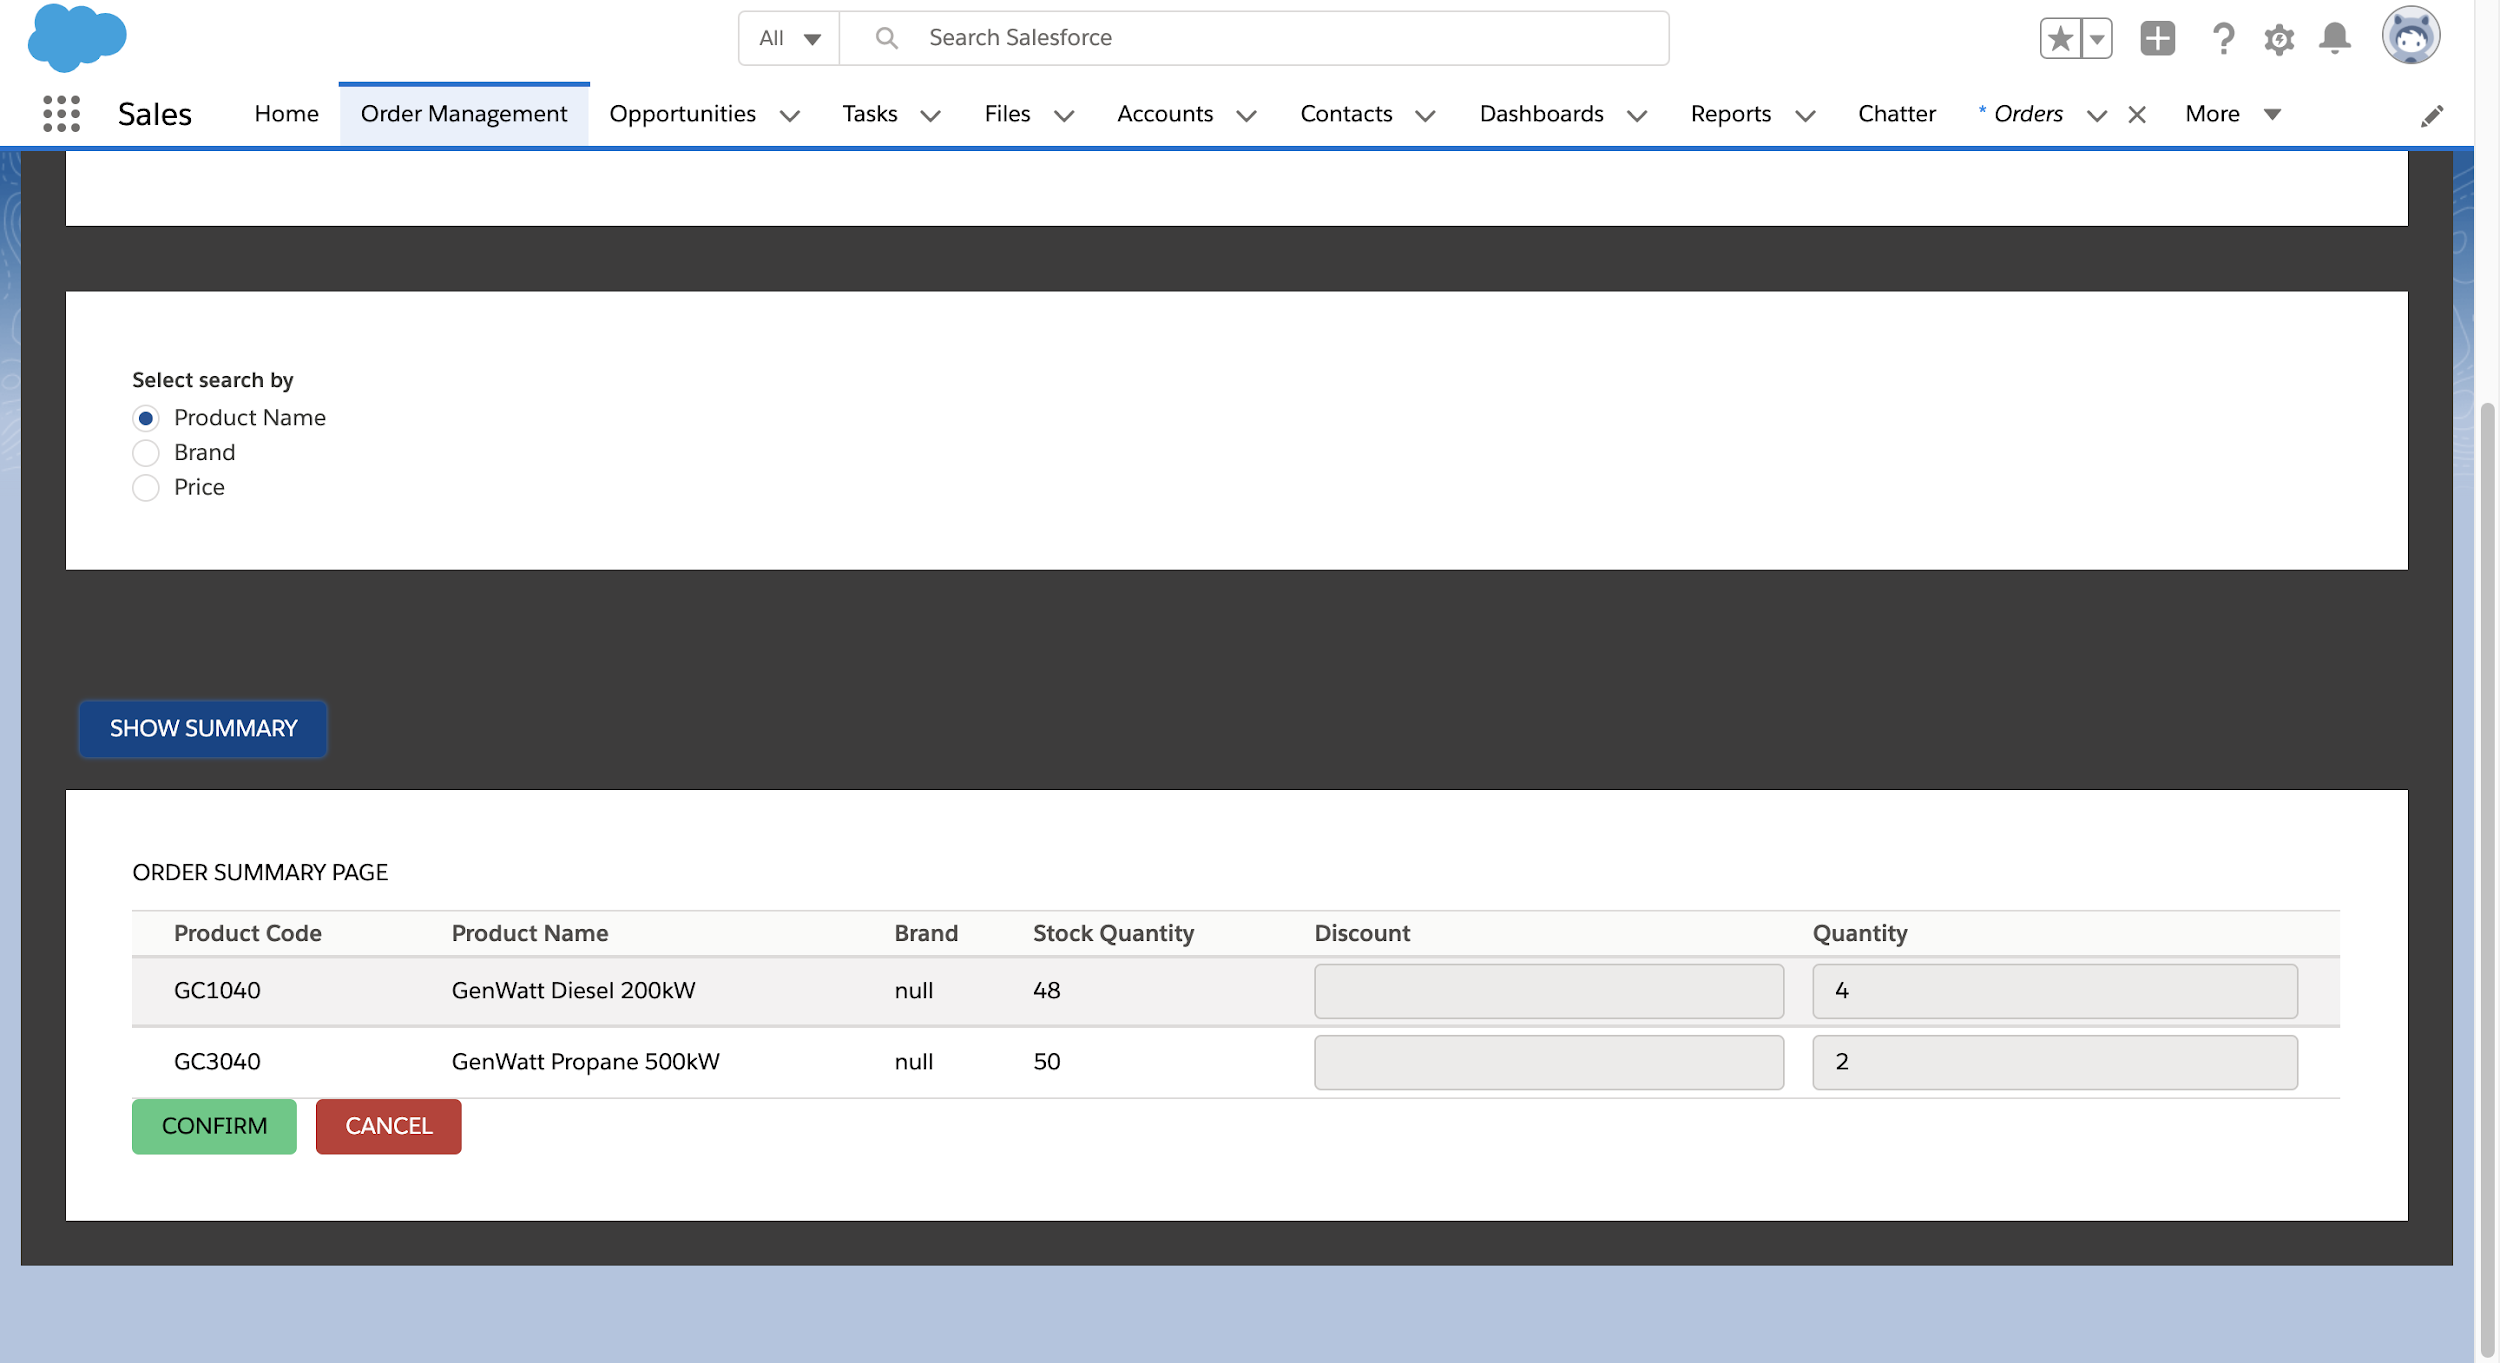 All Search Salesforce
Sales Home Order Management Opportunities Tasks Files Accounts Contacts Dashboards Reports Chatter * Orders More
Select search by
Product Name
Brand
Price
SHOW SUMMARY
ORDER SUMMARY PAGE
Product Code Product Name Brand Stock Quantity Discount Quantity
GC1040 GenWatt Diesel 200kW null 48 4
GC3040 GenWatt Propane 500kW null 50 2
CONFIRM CANCEL